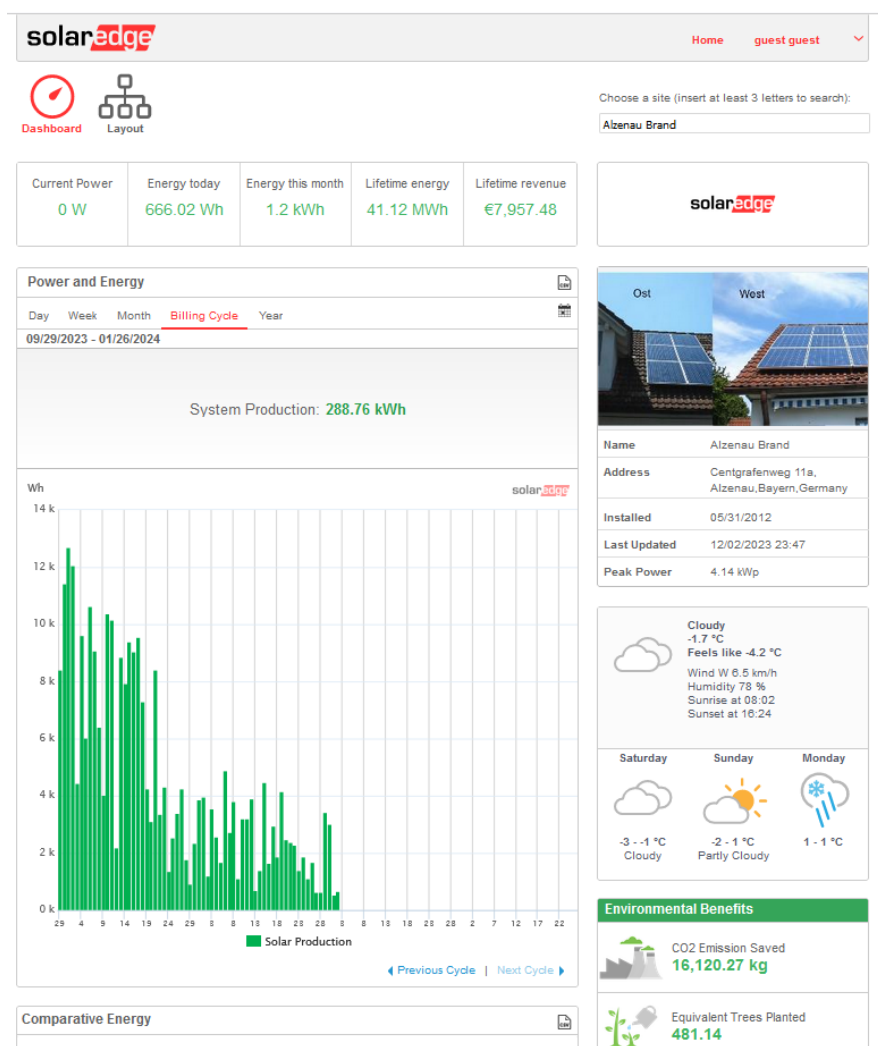 solaredge
Home guest guest
Dashboard Layout
Choose a site (insert at least 3 letters to search):
Alzenau Brand
Current Power Energy today Energy this month Lifetime energy Lifetime revenue
0 W 666.02 Wh 1.2 kWh 41.12 MWh €7,957.48
solaredge
Power and Energy
Day Week Month Billing Cycle Year
09/29/2023 - 01/26/2024
System Production: 288.76 kWh
Wh
solaredge
14 k
12 k
10 k
8 k
6 k
4 k
2 k
0 k
29 4 9 14 19 24 29 8 8 13 18 23 28 3 8 13 18 23 28 2 7 12 17 22
Solar Production
Previous Cycle | Next Cycle
Comparative Energy
Ost West
Name Alzenau Brand
Address Centgrafenweg 11a,
Alzenau,Bayern,Germany
Installed 05/31/2012
Last Updated 12/02/2023 23:47
Peak Power 4.14 kWp
Cloudy
-1.7 °C
Feels like -4.2 °C
Wind W 6.5 km/h
Humidity 78 %
Sunrise at 08:02
Sunset at 16:24
Saturday Sunday Monday
-3 - -1 °C -2 - 1 °C 1 - 1 °C
Cloudy Partly Cloudy
Environmental Benefits
CO2 Emission Saved
16,120.27 kg
Equivalent Trees Planted
481.14